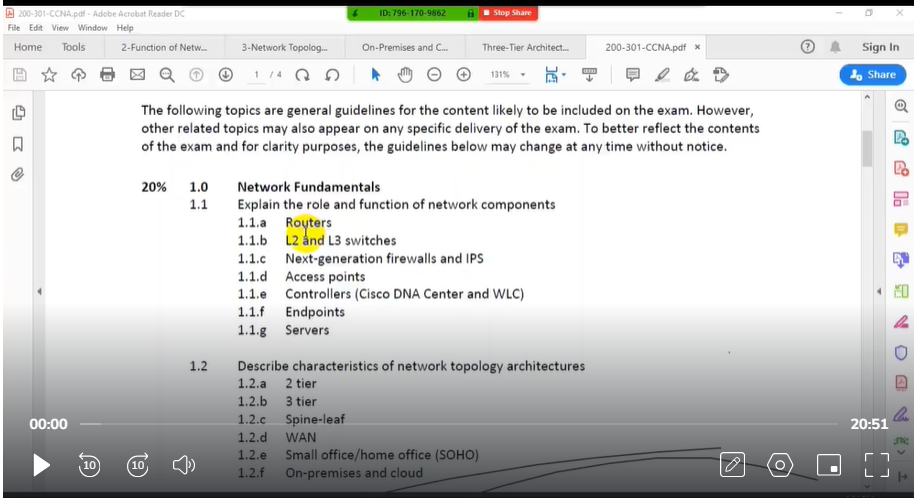 200-301-CCNA.pdf - Adobe Acrobat Reader DC
ID: 796-170-9862
Stop Share
File Edit View Window Help
Home Tools 2-Function of Netw... 3-Network Topolog... On-Premises and C... Three-Tier Architect... 200-301-CCNA.pdf × Sign In
1 / 4 131% Share
The following topics are general guidelines for the content likely to be included on the exam. However,
other related topics may also appear on any specific delivery of the exam. To better reflect the contents
of the exam and for clarity purposes, the guidelines below may change at any time without notice.
20% 1.0 Network Fundamentals
1.1 Explain the role and function of network components
1.1.a Routers
1.1.b L2 and L3 switches
1.1.c Next-generation firewalls and IPS
1.1.d Access points
1.1.e Controllers (Cisco DNA Center and WLC)
1.1.f Endpoints
1.1.g Servers
1.2 Describe characteristics of network topology architectures
1.2.a 2 tier
1.2.b 3 tier
1.2.c Spine-leaf
1.2.d WAN
1.2.e Small office/home office (SOHO)
1.2.f On-premises and cloud
00:00 20:51
10 10